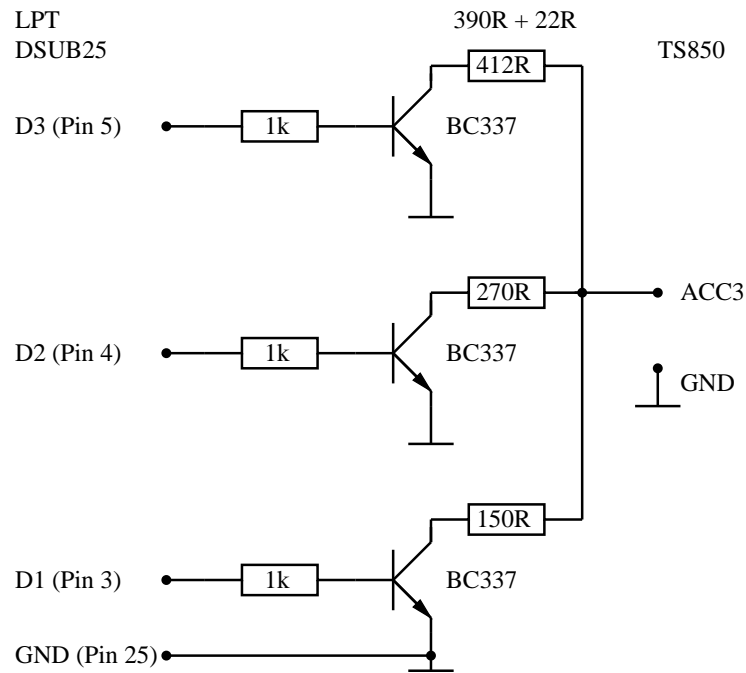 LPT
DSUB25
390R + 22R
TS850
412R
D3 (Pin 5)
1k
BC337
270R
ACC3
D2 (Pin 4)
1k
BC337
GND
150R
D1 (Pin 3)
1k
BC337
GND (Pin 25)